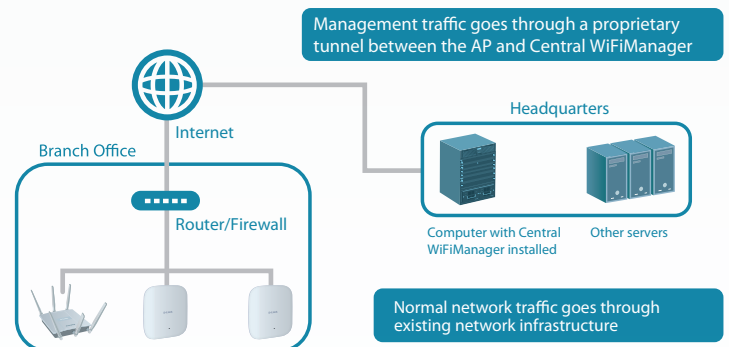 Management traffic goes through a proprietary
tunnel between the AP and Central WiFiManager
Internet
Headquarters
Branch Office
Router/Firewall
Computer with Central
WiFiManager installed
Other servers
Normal network traffic goes through
existing network infrastructure